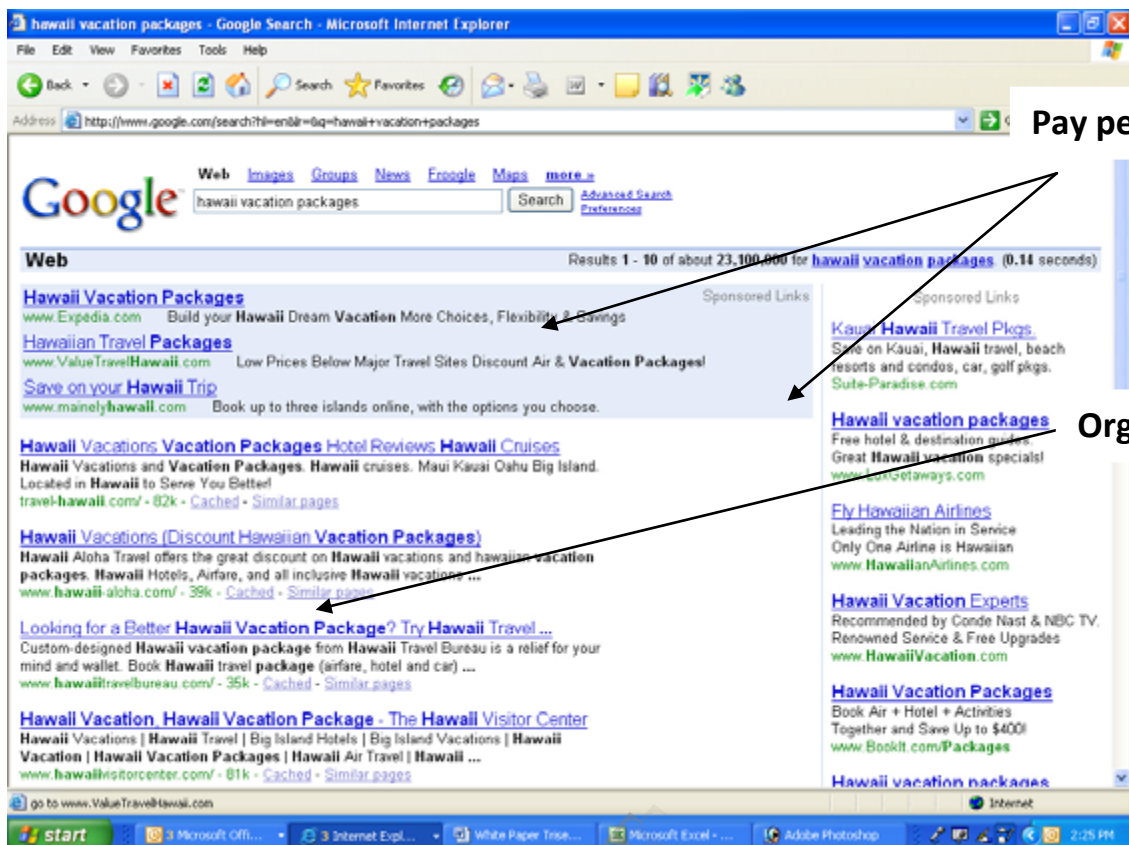 hawaii vacation packages - Google Search - Microsoft Internet Explorer
File Edit View Favorites Tools Help
Back Search Favorites
Address http://www.google.com/search?hl=en&lr=&q=hawaii+vacation+packages
Pay pe
Google
Web Images Groups News Froogle Maps more »
hawaii vacation packages Search Advanced Search
Preferences
Web Results 1 - 10 of about 23,100,000 for hawaii vacation packages. (0.14 seconds)
Hawaii Vacation Packages Sponsored Links
www.Expedia.com Build your Hawaii Dream Vacation More Choices, Flexibility & Savings
Hawaiian Travel Packages
www.ValueTravelHawaii.com Low Prices Below Major Travel Sites Discount Air & Vacation Packages!
Save on your Hawaii Trip
www.mainelyhawaii.com Book up to three islands online, with the options you choose.
Hawaii Vacations Vacation Packages Hotel Reviews Hawaii Cruises
Hawaii Vacations and Vacation Packages. Hawaii cruises. Maui Kauai Oahu Big Island.
Located in Hawaii to Serve You Better!
travel-hawaii.com/ - 82k - Cached - Similar pages
Hawaii Vacations (Discount Hawaiian Vacation Packages)
Hawaii Aloha Travel offers the great discount on Hawaii vacations and hawaiian vacation
packages. Hawaii Hotels, Airfare, and all inclusive Hawaii vacations ...
www.hawaii-aloha.com/ - 39k - Cached - Similar pages
Looking for a Better Hawaii Vacation Package? Try Hawaii Travel ...
Custom-designed Hawaii vacation package from Hawaii Travel Bureau is a relief for your
mind and wallet. Book Hawaii travel package (airfare, hotel and car) ....
www.hawaiitravelbureau.com/ - 35k - Cached - Similar pages
Hawaii Vacation, Hawaii Vacation Package - The Hawaii Visitor Center
Hawaii Vacations | Hawaii Travel | Big Island Hotels | Big Island Vacations | Hawaii
Vacation | Hawaii Vacation Packages | Hawaii Air Travel | Hawaii ...
www.hawaiivisitorcenter.com/ - 81k - Cached - Similar pages
Sponsored Links
Kauai Hawaii Travel Pkgs.
Save on Kauai, Hawaii travel, beach
resorts and condos, car, golf pkgs.
Suite-Paradise.com
Hawaii vacation packages
Free hotel & destination guides.
Great Hawaii vacation specials!
www.LuxGetaways.com
Org
Fly Hawaiian Airlines
Leading the Nation in Service
Only One Airline is Hawaiian
www.HawaiianAirlines.com
Hawaii Vacation Experts
Recommended by Conde Nast & NBC TV.
Renowned Service & Free Upgrades
www.HawaiiVacation.com
Hawaii Vacation Packages
Book Air + Hotel + Activities
Together and Save Up to $400!
www.BookIt.com/Packages
Hawaii vacation packages
go to www.ValueTravelHawaii.com Internet
start 3 Microsoft Offi... 3 Internet Expl... White Paper Trise... Microsoft Excel - ... Adobe Photoshop 2:25 PM